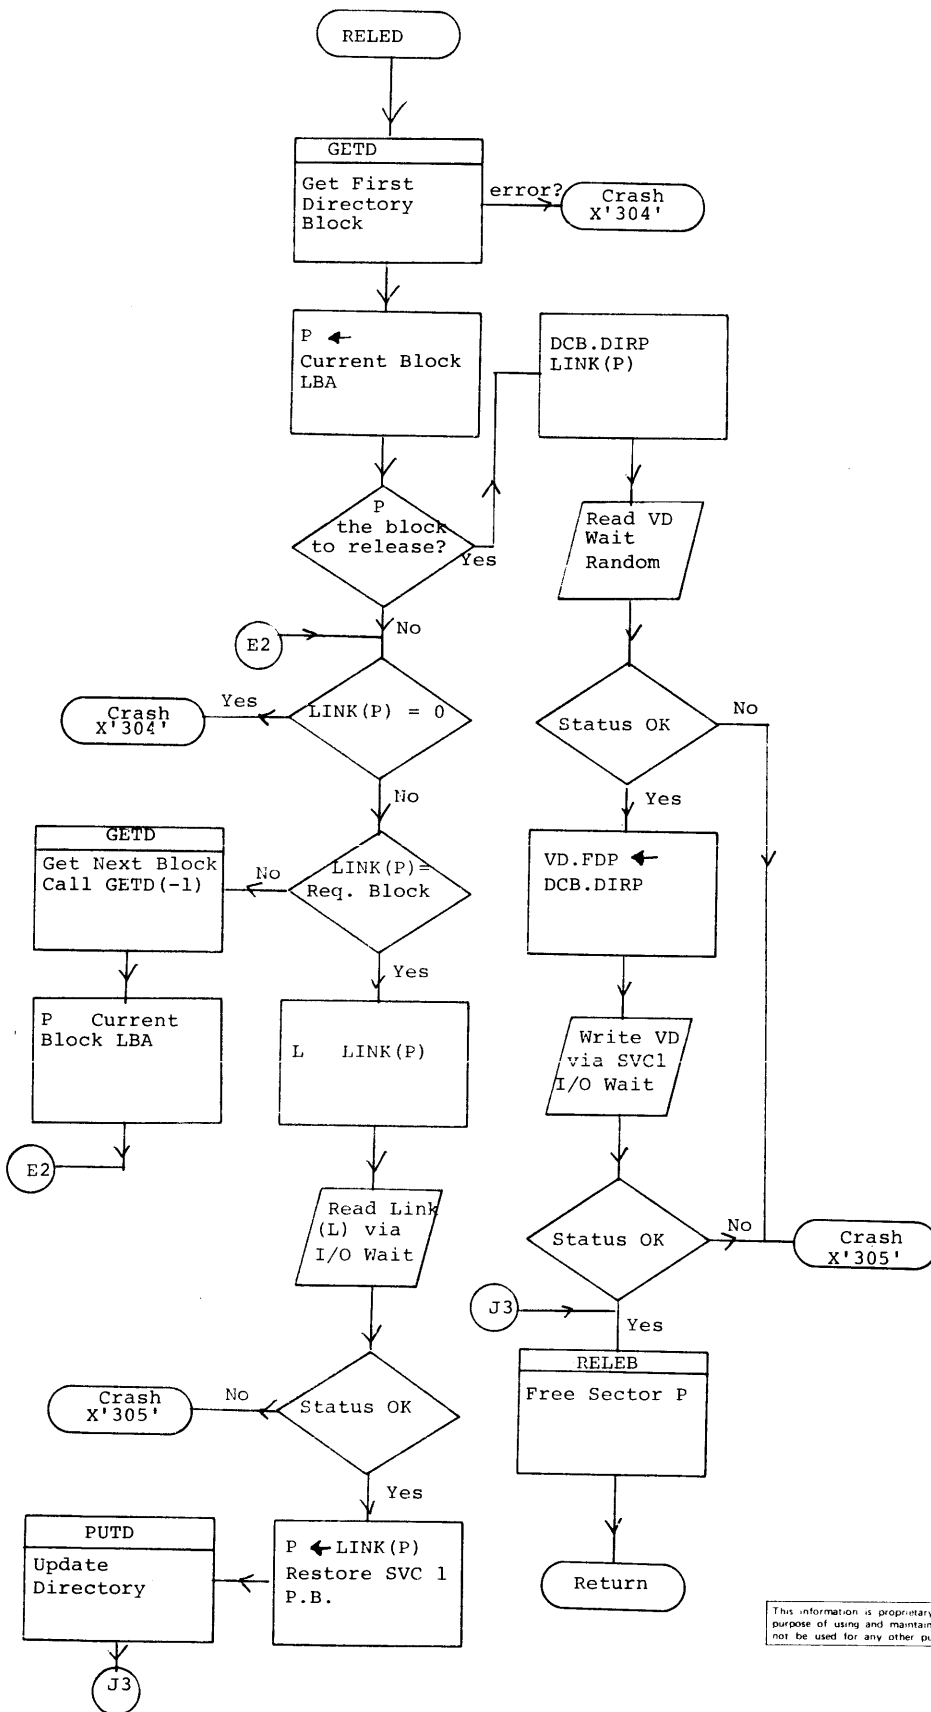 RELED
GETD
Get First
Directory
Block
error?
Crash
X'304'
P ←
Current Block
LBA
DCB.DIRP
LINK(P)
P
the block
to release?
Yes
No
Read VD
Wait
Random
E2
LINK(P) = 0
Yes
Crash
X'304'
No
Status OK
No
Yes
GETD
Get Next Block
Call GETD(-1)
No
LINK(P)=
Req. Block
Yes
VD.FDP ←
DCB.DIRP
P Current
Block LBA
E2
L LINK(P)
Write VD
via SVC1
I/O Wait
Read Link
(L) via
I/O Wait
Status OK
No
Crash
X'305'
J3
Yes
RELEB
Free Sector P
Status OK
No
Crash
X'305'
Yes
P ← LINK(P)
Restore SVC 1
P.B.
PUTD
Update
Directory
J3
Return
This information is proprietary
purpose of using and maintain
not be used for any other pu